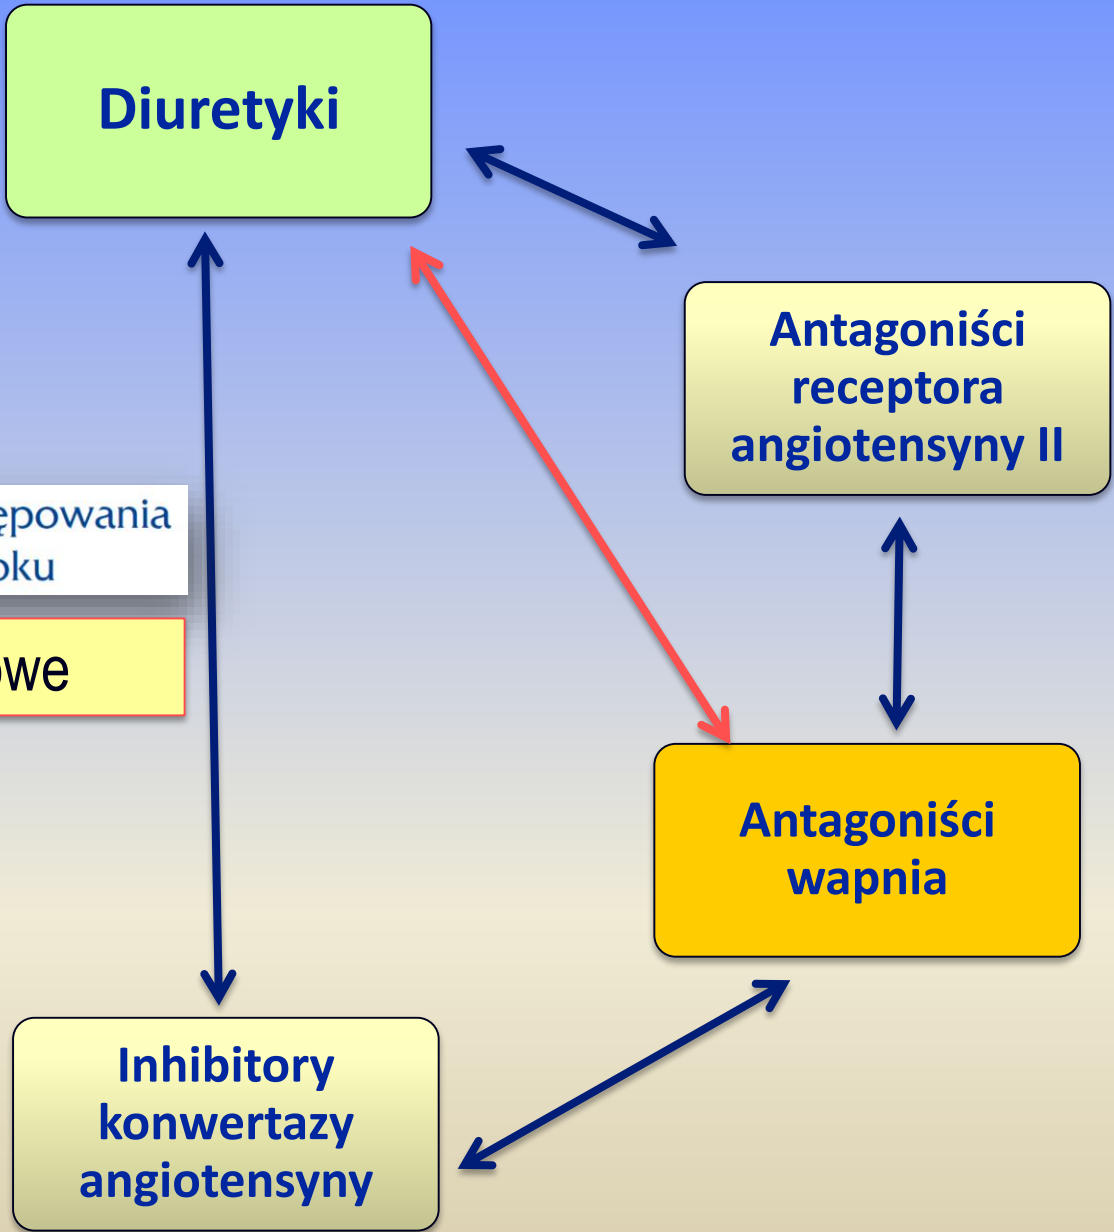 Diuretyki
Antagoniści
receptora
angiotensyny II
Antagoniści
wapnia
Inhibitory
konwertazy
angiotensyny